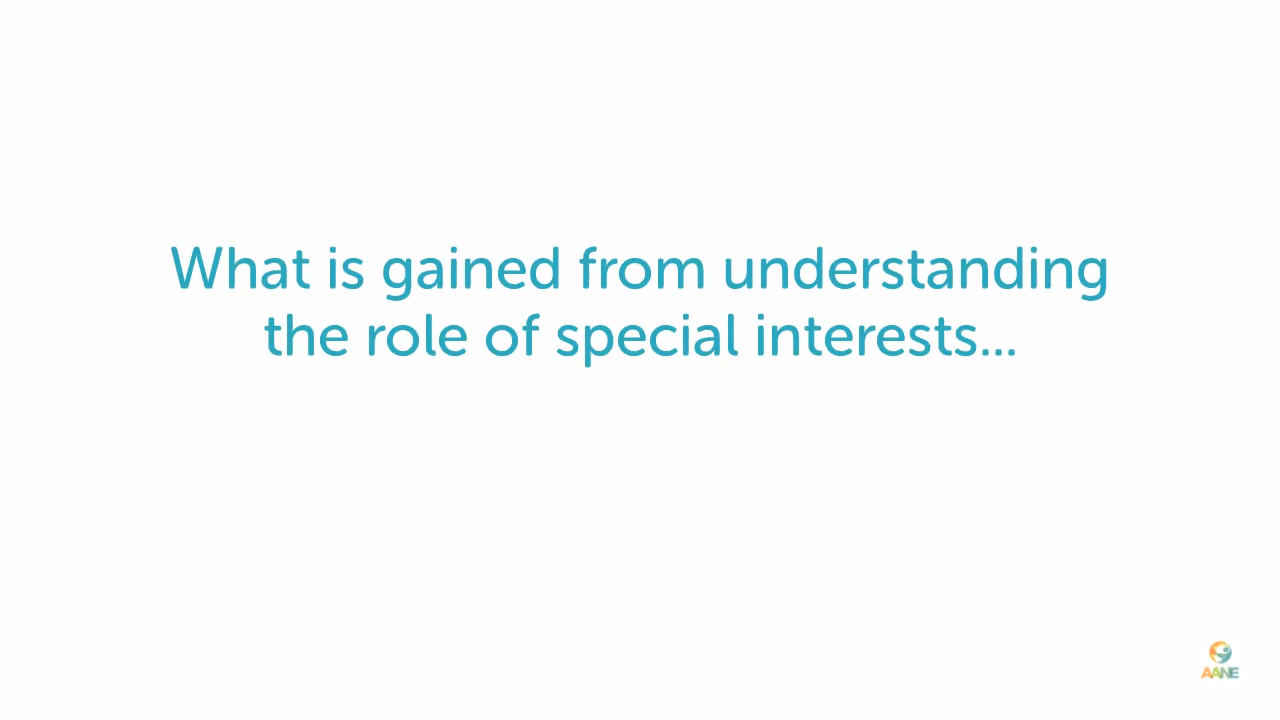 What is gained from understanding
the role of special interests...
AANE